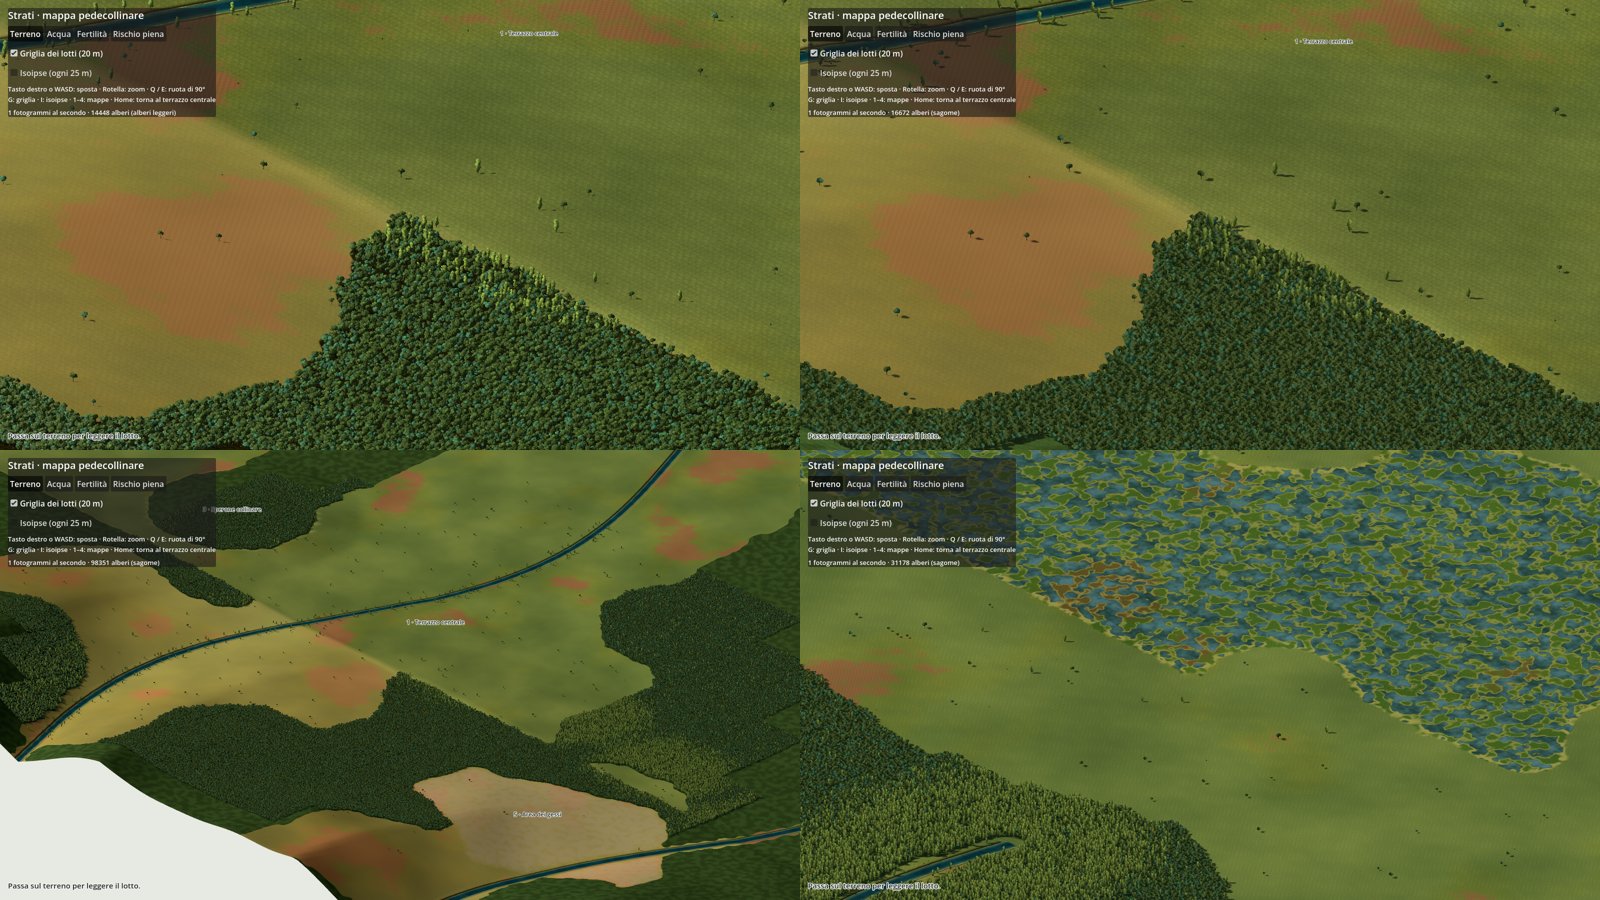 Strati · mappa pedecollinare
Terreno Acqua Fertilità Rischio piena
Griglia dei lotti (20 m)
Isoipse (ogni 25 m)
Tasto destro o WASD: sposta · Rotella: zoom · Q / E: ruota di 90°
G: griglia · I: isoipse · 1–4: mappe · Home: torna al terrazzo centrale
1 fotogrammi al secondo · 14448 alberi (alberi leggeri)
1 · Terrazzo centrale
Passa sul terreno per leggere il lotto.
Strati · mappa pedecollinare
Terreno Acqua Fertilità Rischio piena
Griglia dei lotti (20 m)
Isoipse (ogni 25 m)
Tasto destro o WASD: sposta · Rotella: zoom · Q / E: ruota di 90°
G: griglia · I: isoipse · 1–4: mappe · Home: torna al terrazzo centrale
1 fotogrammi al secondo · 16672 alberi (sagome)
1 · Terrazzo centrale
Passa sul terreno per leggere il lotto.
Strati · mappa pedecollinare
Terreno Acqua Fertilità Rischio piena
Griglia dei lotti (20 m)
Isoipse (ogni 25 m)
Tasto destro o WASD: sposta · Rotella: zoom · Q / E: ruota di 90°
G: griglia · I: isoipse · 1–4: mappe · Home: torna al terrazzo centrale
1 fotogrammi al secondo · 98351 alberi (sagome)
3 · Sperone collinare
1 · Terrazzo centrale
5 · Area dei gessi
Passa sul terreno per leggere il lotto.
Strati · mappa pedecollinare
Terreno Acqua Fertilità Rischio piena
Griglia dei lotti (20 m)
Isoipse (ogni 25 m)
Tasto destro o WASD: sposta · Rotella: zoom · Q / E: ruota di 90°
G: griglia · I: isoipse · 1–4: mappe · Home: torna al terrazzo centrale
1 fotogrammi al secondo · 31178 alberi (sagome)
Passa sul terreno per leggere il lotto.